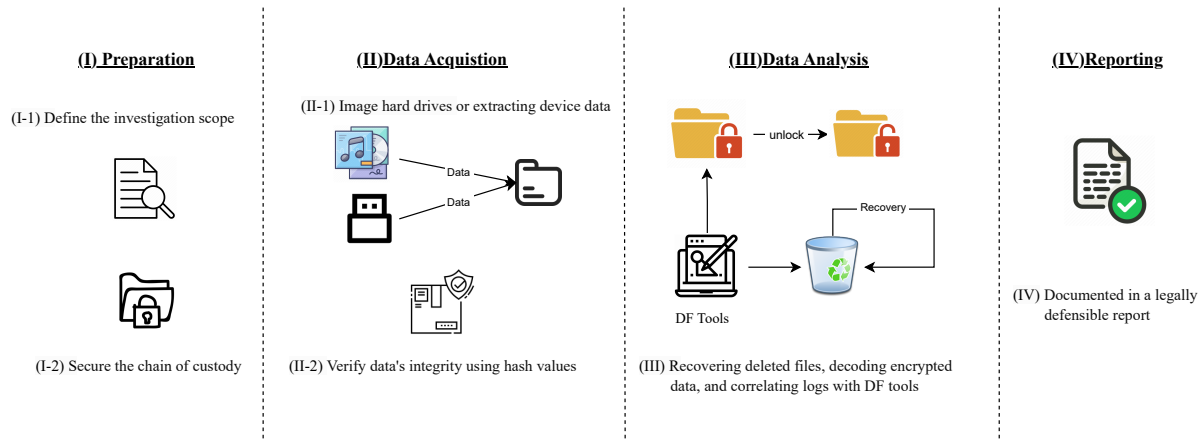 (I) Preparation
(I-1) Define the investigation scope
(I-2) Secure the chain of custody
(II)Data Acquistion
(II-1) Image hard drives or extracting device data
Data
Data
(II-2) Verify data's integrity using hash values
(III)Data Analysis
unlock
Recovery
DF Tools
(III) Recovering deleted files, decoding encrypted
data, and correlating logs with DF tools
(IV)Reporting
(IV) Documented in a legally
defensible report